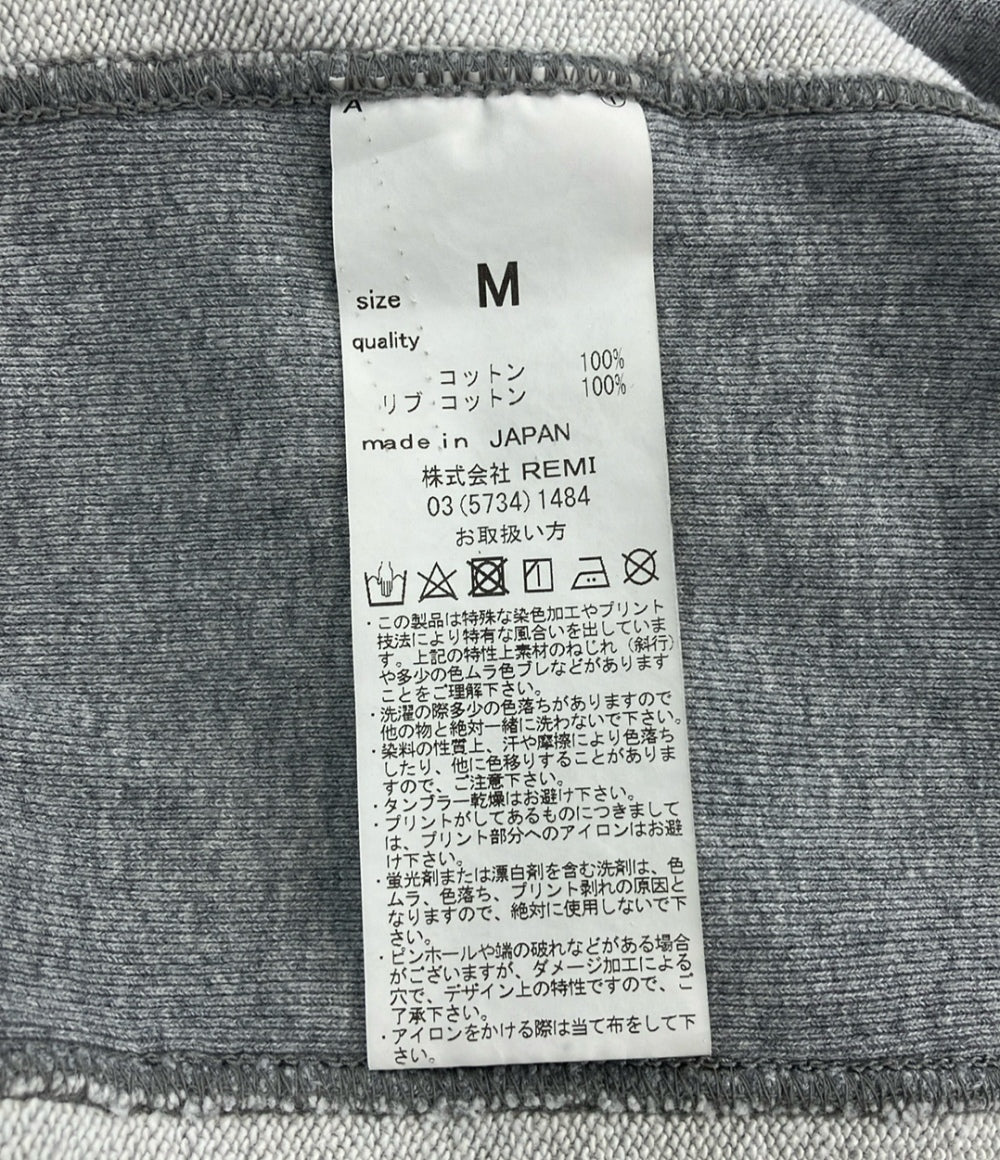 A ①
size M
quality
コットン 100%
リブ コットン 100%
made in JAPAN
株式会社 REMI
03(5734)1484
お取扱い方
・この製品は特殊な染色加工やプリント
技法により特有な風合いを出していま
す。上記の特性上素材のねじれ（斜行）
や多少の色ムラ色ブレなどがあります
ことをご理解下さい。
・洗濯の際多少の色落ちがありますので
他の物と絶対一緒に洗わないで下さい。
・染料の性質上、汗や摩擦により色落ち
したり、他に色移りすることがありま
すので、ご注意下さい。
・タンブラー乾燥はお避け下さい。
・プリントがしてあるものにつきまして
は、プリント部分へのアイロンはお避
け下さい。
・蛍光剤または漂白剤を含む洗剤は、色
ムラ、色落ち、プリント剥れの原因と
なりますので、絶対に使用しないで下
さい。
・ピンホールや端の破れなどがある場合
がございますが、ダメージ加工による
穴で、デザイン上の特性ですので、ご
了承下さい。
・アイロンをかける際は当て布をして下
さい。